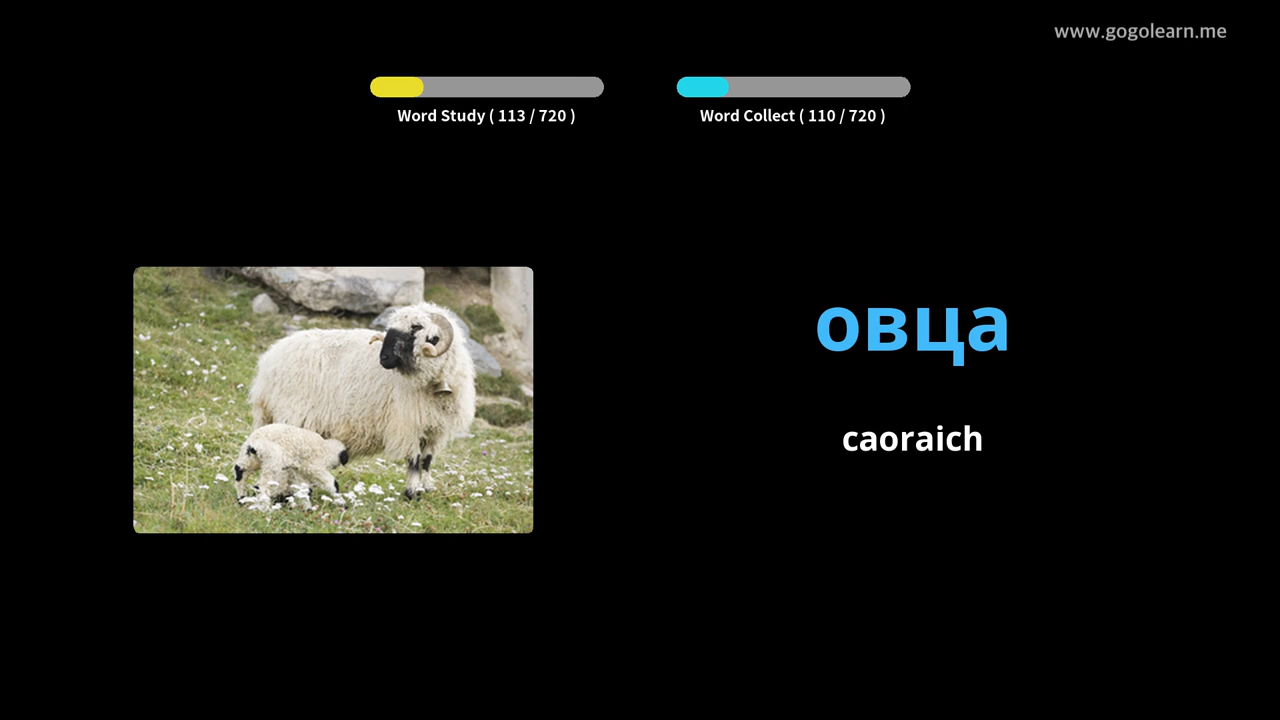 www.gogolearn.me
Word Study ( 113 / 720 )
Word Collect ( 110 / 720 )
овца
caoraich